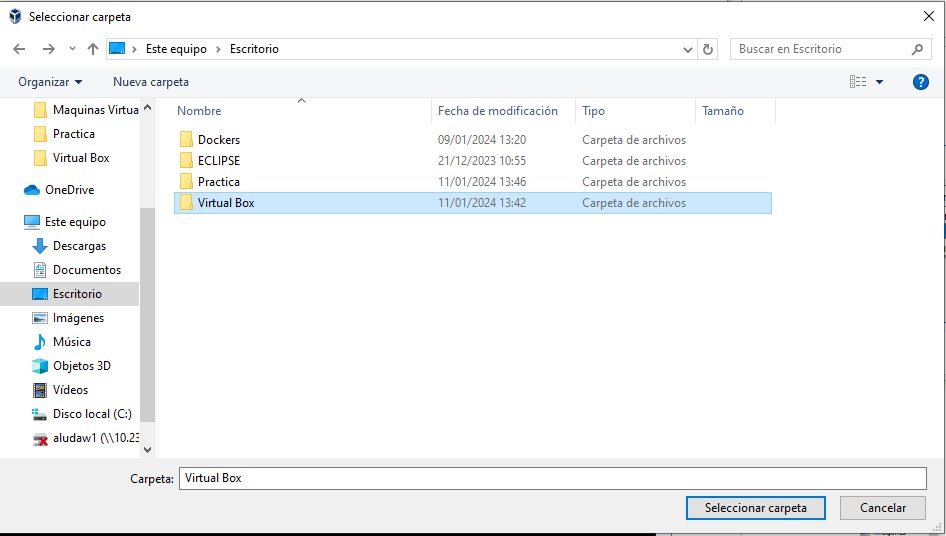 Seleccionar carpeta
Este equipo > Escritorio
Buscar en Escritorio
Organizar
Nueva carpeta
Maquinas Virtua
Practica
Virtual Box
OneDrive
Este equipo
Descargas
Documentos
Escritorio
Imágenes
Música
Objetos 3D
Vídeos
Disco local (C:)
aludaw1 (\\10.23
Nombre Fecha de modificación Tipo Tamaño
Dockers 09/01/2024 13:20 Carpeta de archivos
ECLIPSE 21/12/2023 10:55 Carpeta de archivos
Practica 11/01/2024 13:46 Carpeta de archivos
Virtual Box 11/01/2024 13:42 Carpeta de archivos
Carpeta: Virtual Box
Seleccionar carpeta Cancelar